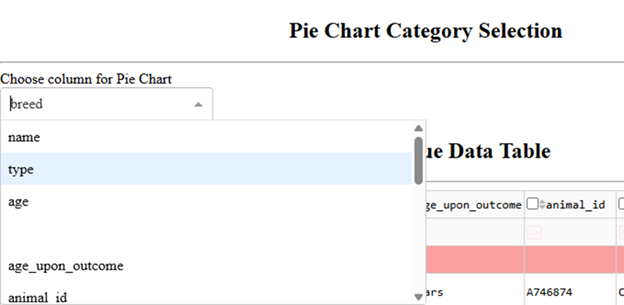 Pie Chart Category Selection
Choose column for Pie Chart
breed
name
type
age
age_upon_outcome
animal_id
ue Data Table
ge_upon_outcome
animal_id
Aa
ars
A746874